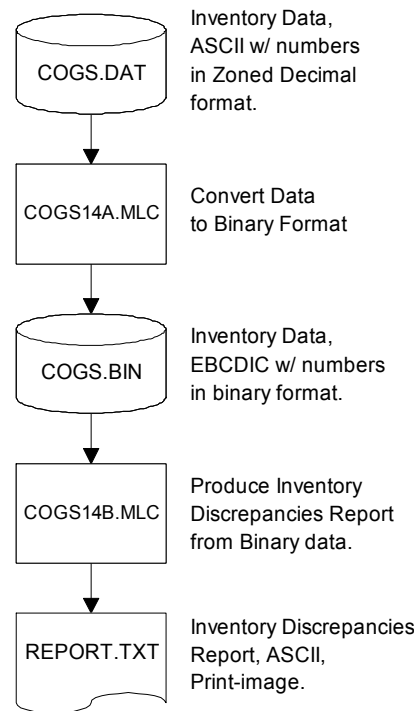 Inventory Data,
ASCII w/ numbers
in Zoned Decimal
format.
COGS.DAT
COGS14A.MLC
Convert Data
to Binary Format
COGS.BIN
Inventory Data,
EBCDIC w/ numbers
in binary format.
COGS14B.MLC
Produce Inventory
Discrepancies Report
from Binary data.
REPORT.TXT
Inventory Discrepancies
Report, ASCII,
Print-image.